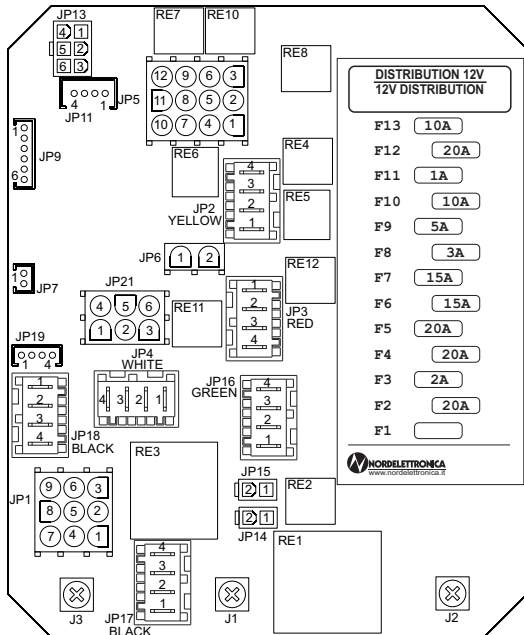 JP13
4 1
5 2
6 3
RE7 RE10
RE8
4 1
JP11
JP5
12 9 6 3
11 8 5 2
10 7 4 1
1
6
JP9
RE6
RE4
RE5
JP2
YELLOW
4
3
2
1
JP6
1 2
1
JP7
JP21
4 5 6
1 2 3
RE11
RE12
1
2
3
4
JP3
RED
JP19
1 4
JP4
WHITE
4 3 2 1
1
2
3
4
JP18
BLACK
JP16
GREEN
4
3
2
1
JP1
9 6 3
8 5 2
7 4 1
RE3
JP15
2 1
2 1
JP14
RE2
RE1
4
3
2
1
JP17
BLACK
J3
J1
J2
DISTRIBUTION 12V
12V DISTRIBUTION
F13 10A
F12 20A
F11 1A
F10 10A
F9 5A
F8 3A
F7 15A
F6 15A
F5 20A
F4 20A
F3 2A
F2 20A
F1
NORDELETTRONICA
www.nordelettronica.it